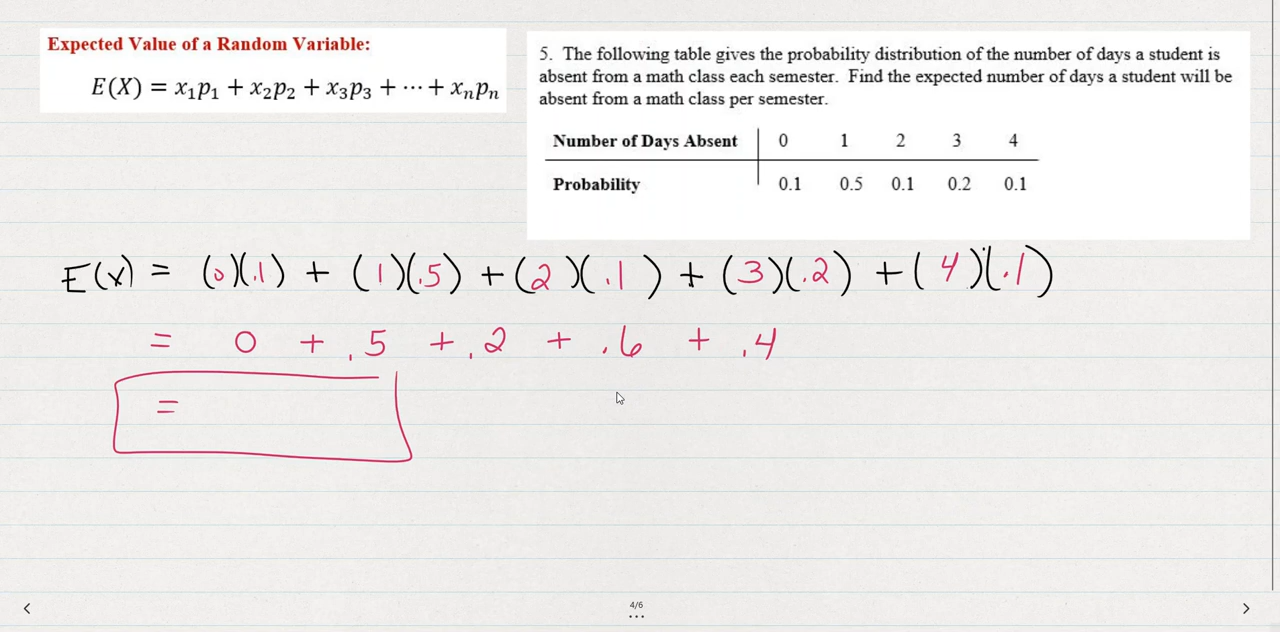 Expected Value of a Random Variable:
E(X) = x₁p₁ + x₂p₂ + x₃p₃ + ⋯ + xₙpₙ
5. The following table gives the probability distribution of the number of days a student is
absent from a math class each semester. Find the expected number of days a student will be
absent from a math class per semester.
Number of Days Absent 0 1 2 3 4
Probability 0.1 0.5 0.1 0.2 0.1
E(x) = (0)(.1) + (1)(.5) + (2)(.1) + (3)(.2) + (4)(.1)
= 0 + .5 + .2 + .6 + .4
=
4/6